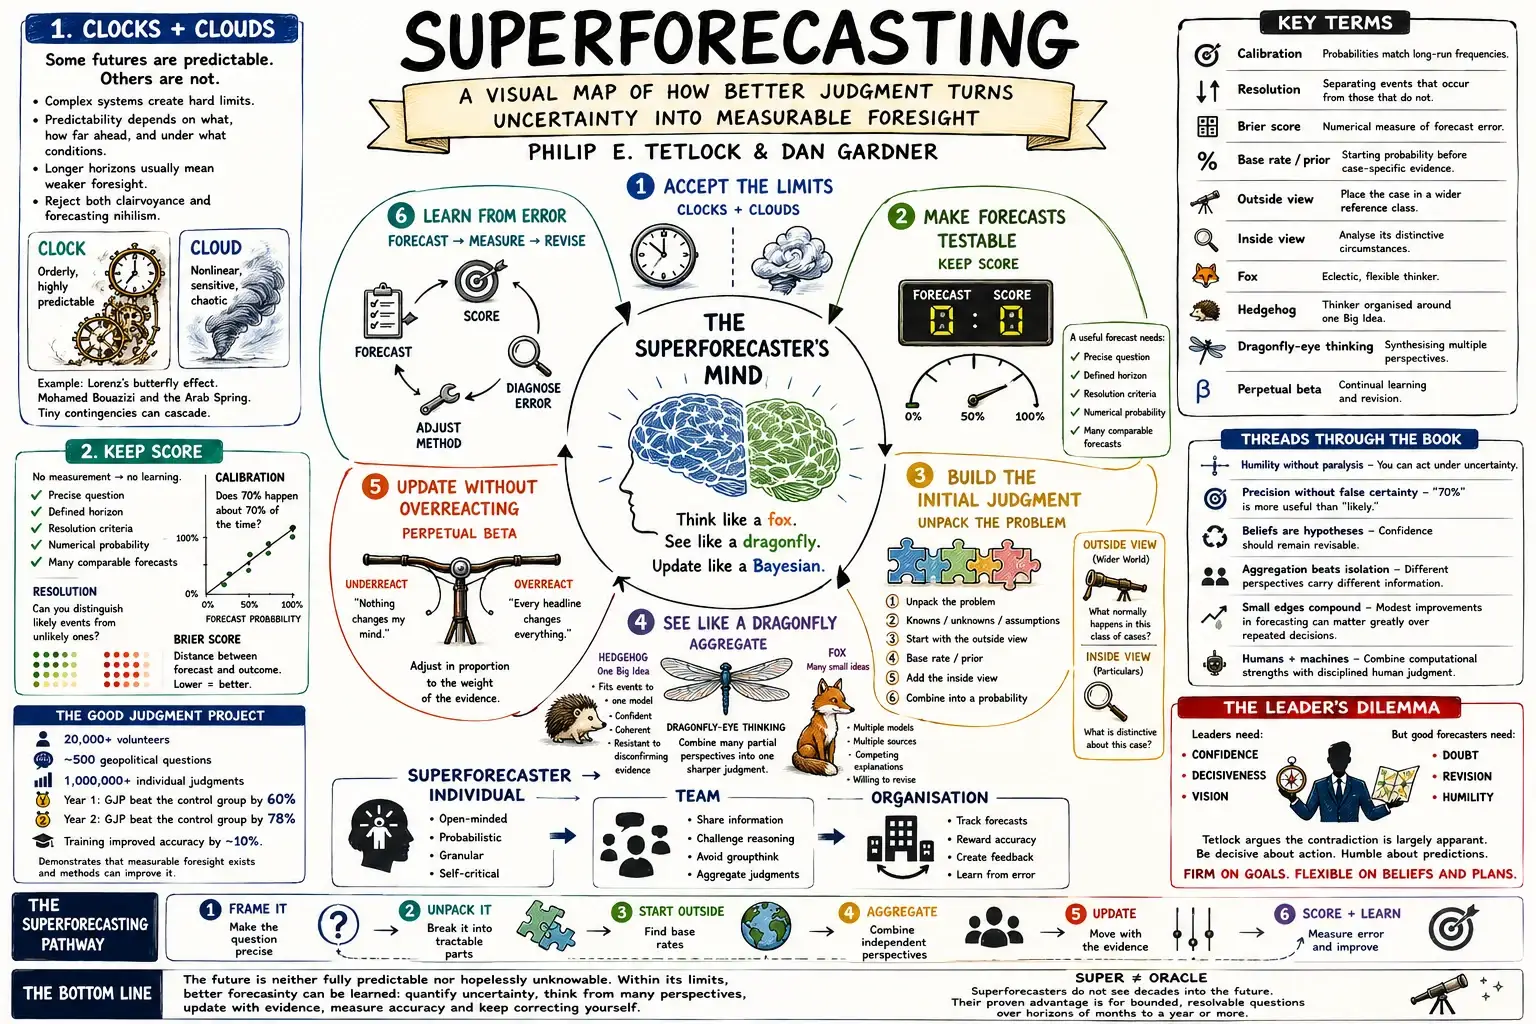 SUPERFORECASTING
A VISUAL MAP OF HOW BETTER JUDGMENT TURNS
UNCERTAINTY INTO MEASURABLE FORESIGHT
PHILIP E. TETLOCK & DAN GARDNER
1. CLOCKS + CLOUDS
Some futures are predictable.
Others are not.
• Complex systems create hard limits.
• Predictability depends on what,
how far ahead, and under what
conditions.
• Longer horizons usually mean
weaker foresight.
• Reject both clairvoyance and
forecasting nihilism.
CLOCK
Orderly,
highly
predictable
CLOUD
Nonlinear,
sensitive,
chaotic
Example: Lorenz's butterfly effect.
Mohamed Bouazizi and the Arab Spring.
Tiny contingencies can cascade.
2. KEEP SCORE
No measurement → no learning.
✓ Precise question
✓ Defined horizon
✓ Resolution criteria
✓ Numerical probability
✓ Many comparable forecasts
CALIBRATION
Does 70% happen
about 70% of
the time?
100%
0%
0% 50% 100%
FORECAST PROBBBILITY
RESOLUTION
Can you distinguish
likely events from
unlikely ones?
BRIER SCORE
Distance between
forecast and outcome.
Lower = better.
THE GOOD JUDGMENT PROJECT
20,000+ volunteers
~500 geopolitical questions
1,000,000+ individual judgments
1
Year 1: GJP beat the control group by 60%
2
Year 2: GJP beat the control group by 78%
Training improved accuracy by ~10%.
Demonstrates that measurable foresight exists
and methods can improve it.
1 ACCEPT THE LIMITS
CLOCKS + CLOUDS
2 MAKE FORECASTS
TESTABLE
KEEP SCORE
FORECAST SCORE
0 : 0
0% 50% 100%
A useful forecast needs:
✓ Precise question
✓ Defined horizon
✓ Resolution criteria
✓ Numerical probability
✓ Many comparable
forecasts
3 BUILD THE
INITIAL JUDGMENT
UNPACK THE PROBLEM
1 Unpack the problem
2 Knowns / unknowns / assumptions
3 Start with the outside view
4 Base rate / prior
5 Add the inside view
6 Combine into a probability
OUTSIDE VIEW
(Wider World)
What normally
happens in this
class of cases?
INSIDE VIEW
(Particulars)
What is distinctive
about this case?
4 SEE LIKE A DRAGONFLY
AGGREGATE
HEDGEHOG
One Big Idea
• Fits events to
• one model
• Confident
• Coherent
• Resistant to
disconfirming
evidence
DRAGONFLY-EYE THINKING
Combine many partial
perspectives into one
sharper judgment.
FOX
Many small ideas
• Multiple models
• Multiple sources
• Competing
explanations
• Willing to revise
5 UPDATE WITHOUT
OVERREACTING
PERPETUAL BETA
UNDERREACT
"Nothing
changes my
mind."
OVERREACT
"Every headline
changes
everything."
Adjust in proportion
to the weight
of the evidence.
6 LEARN FROM ERROR
FORECAST → MEASURE → REVISE
SCORE
FORECAST
DIAGNOSE
ERROR
ADJUST
METHOD
THE
SUPERFORECASTER'S
MIND
Think like a fox.
See like a dragonfly.
Update like a Bayesian.
SUPERFORECASTER →
INDIVIDUAL
• Open-minded
• Probabilistic
• Granular
• Self-critical
TEAM
• Share information
• Challenge reasoning
• Avoid groupthink
• Aggregate judgments
ORGANISATION
• Track forecasts
• Reward accuracy
• Create feedback
• Learn from error
KEY TERMS
Calibration Probabilities match long-run frequencies.
Resolution Separating events that occur
from those that do not.
Brier score Numerical measure of forecast error.
% Base rate / prior Starting probability before
case-specific evidence.
Outside view Place the case in a wider
reference class.
Inside view Analyse its distinctive
circumstances.
Fox Eclectic, flexible thinker.
Hedgehog Thinker organised around
one Big Idea.
Dragonfly-eye thinking Synthesising multiple
perspectives.
β Perpetual beta Continual learning
and revision.
THREADS THROUGH THE BOOK
Humility without paralysis – You can act under uncertainty.
Precision without false certainty – "70%"
is more useful than "likely."
Beliefs are hypotheses – Confidence
should remain revisable.
Aggregation beats isolation – Different
perspectives carry different information.
Small edges compound – Modest improvements
in forecasting can matter greatly over
repeated decisions.
Humans + machines – Combine computational
strengths with disciplined human judgment.
THE LEADER'S DILEMMA
Leaders need:
• CONFIDENCE
• DECISIVENESS
• VISION
But good forecasters need:
• DOUBT
• REVISION
• HUMILITY
Tetlock argues the contradiction is largely apparent.
Be decisive about action. Humble about predictions.
FIRM ON GOALS. FLEXIBLE ON BELIEFS AND PLANS.
THE
SUPERFORECASTING
PATHWAY
1 FRAME IT
Make the
question
precise
?
2 UNPACK IT
Break it into
tractable
parts
3 START OUTSIDE
Find base
rates
4 AGGREGATE
Combine
independent
perspectives
5 UPDATE
Move with
the evidence
6 SCORE + LEARN
Measure error
and improve
THE BOTTOM LINE
The future is neither fully predictable nor hopelessly unknowable. Within its limits,
better forecasinty can be learned: quantify uncertainty, think from many perspectives,
update with evidence, measure accuracy and keep correcting yourself.
SUPER ≠ ORACLE
Superforecasters do not see decades into the future.
Their proven advantage is for bounded, resolvable questions
over horizons of months to a year or more.